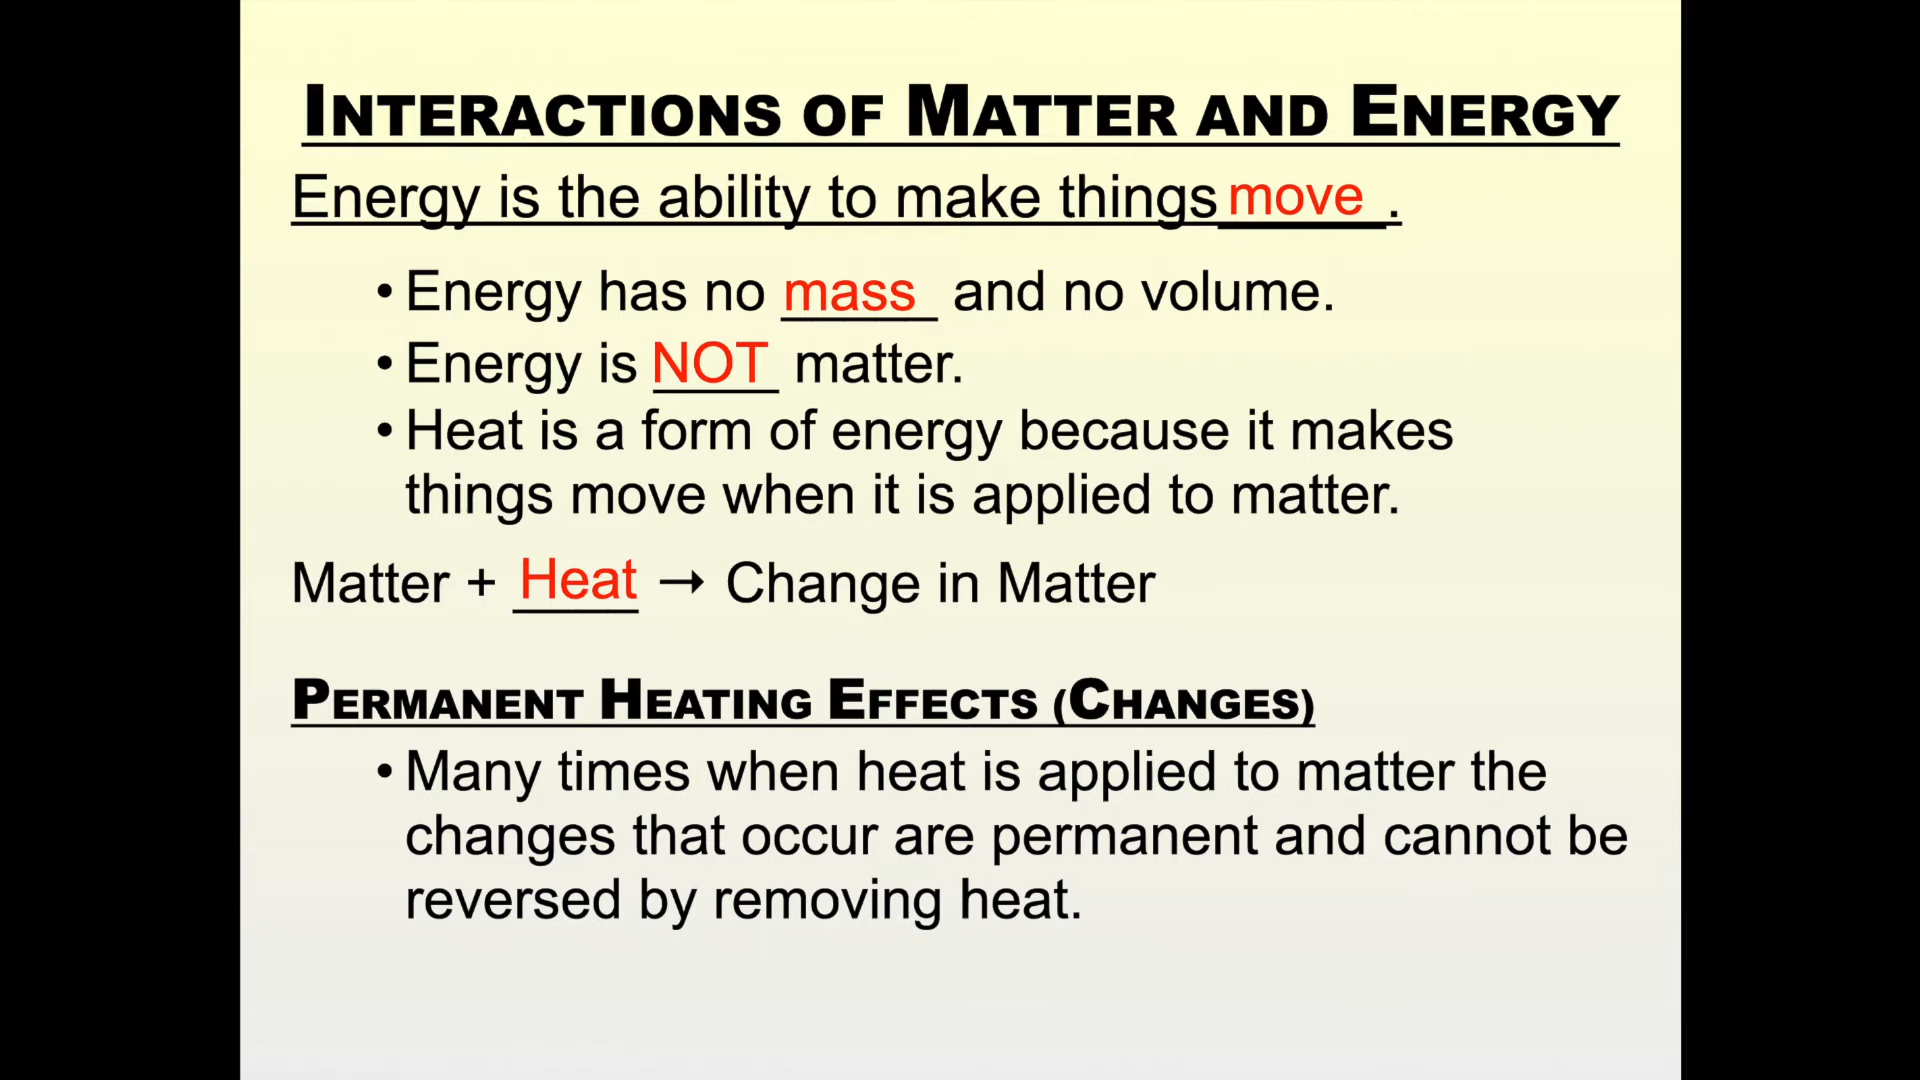 INTERACTIONS OF MATTER AND ENERGY
Energy is the ability to make things move.
• Energy has no mass and no volume.
• Energy is NOT matter.
• Heat is a form of energy because it makes
things move when it is applied to matter.
Matter + Heat → Change in Matter
PERMANENT HEATING EFFECTS (CHANGES)
• Many times when heat is applied to matter the
changes that occur are permanent and cannot be
reversed by removing heat.